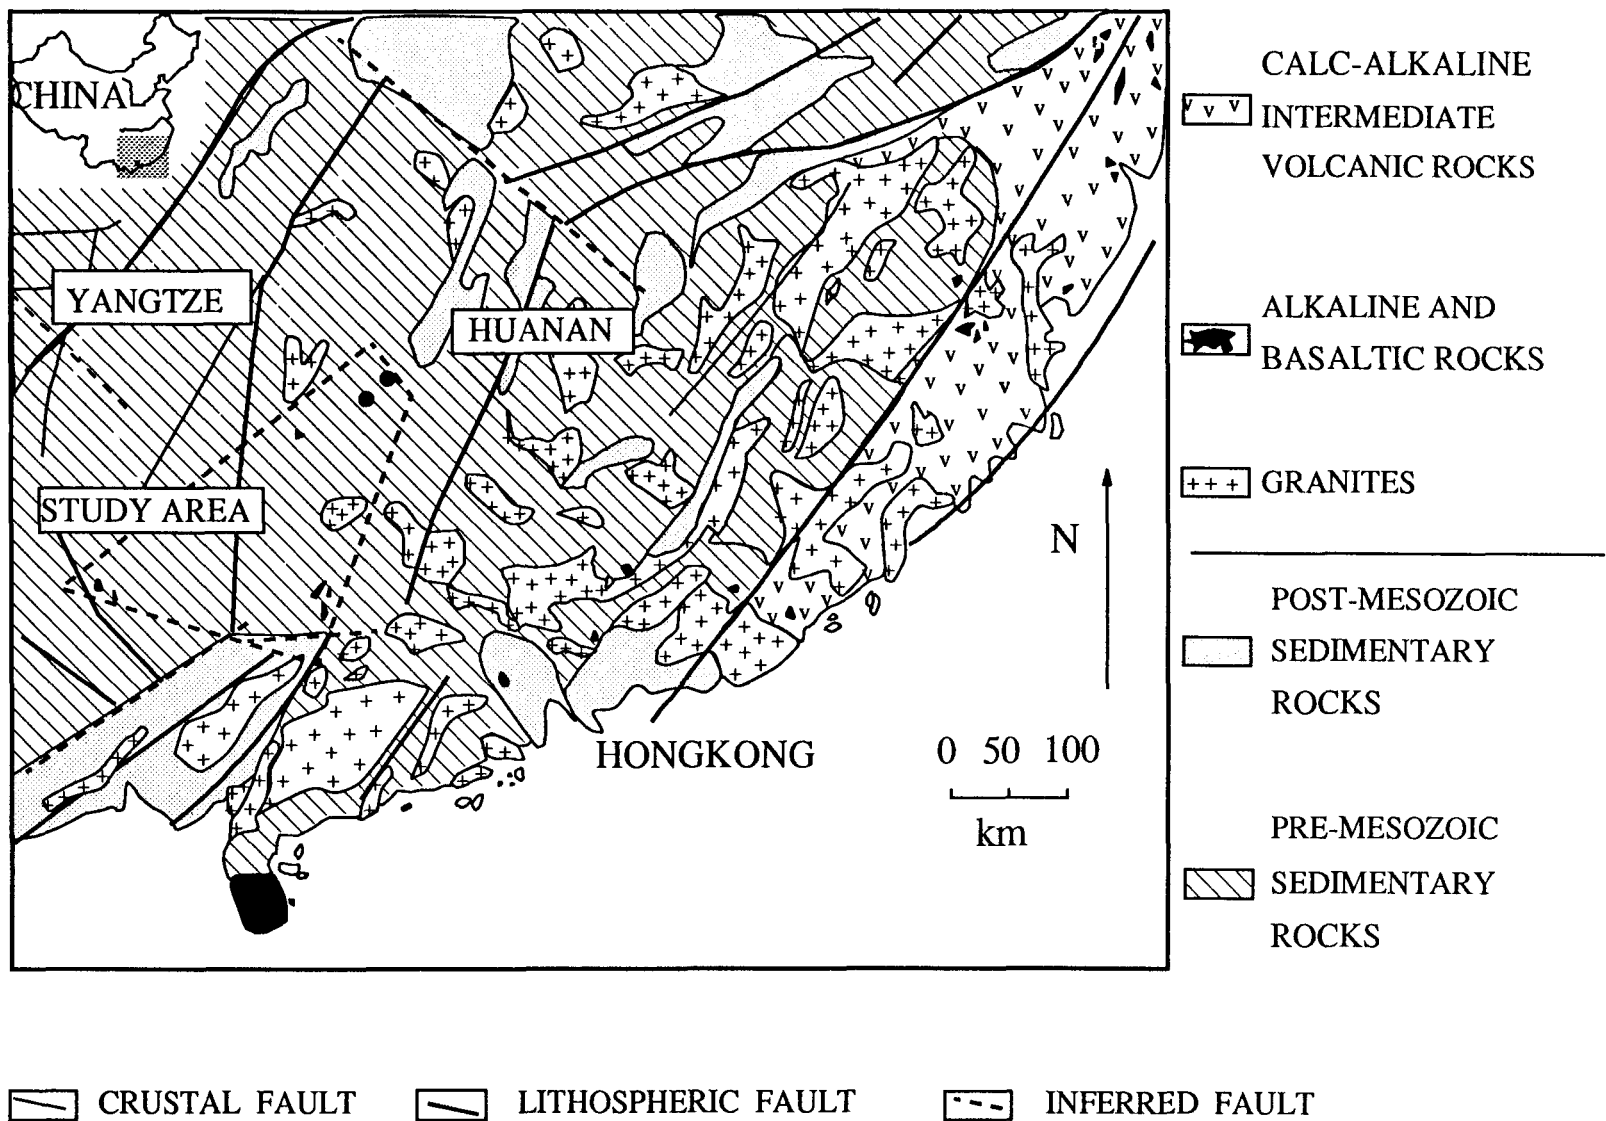 CHINA
YANGTZE
HUANAN
STUDY AREA
N
HONGKONG
0 50 100
km
CALC-ALKALINE
INTERMEDIATE
VOLCANIC ROCKS
ALKALINE AND
BASALTIC ROCKS
GRANITES
POST-MESOZOIC
SEDIMENTARY
ROCKS
PRE-MESOZOIC
SEDIMENTARY
ROCKS
CRUSTAL FAULT
LITHOSPHERIC FAULT
INFERRED FAULT